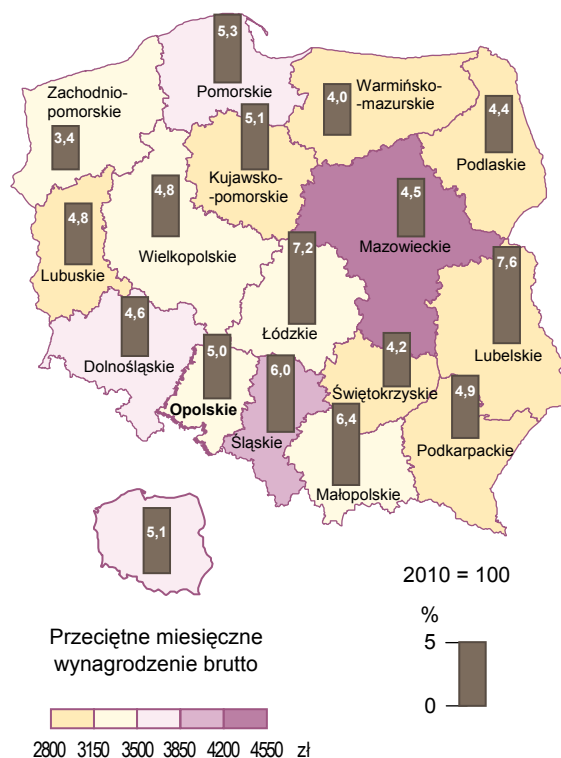 5,3
Pomorskie
Zachodnio-
pomorskie
3,4
4,0
Warmińsko-
-mazurskie
4,4
Podlaskie
5,1
Kujawsko-
-pomorskie
4,8
Wielkopolskie
4,8
Lubuskie
4,5
Mazowieckie
7,2
Łódzkie
7,6
Lubelskie
4,6
Dolnośląskie
5,0
Opolskie
6,0
Śląskie
4,2
Świętokrzyskie
4,9
Podkarpackie
6,4
Małopolskie
5,1
2010 = 100
%
5
0
Przeciętne miesięczne
wynagrodzenie brutto
2800 3150 3500 3850 4200 4550 zł